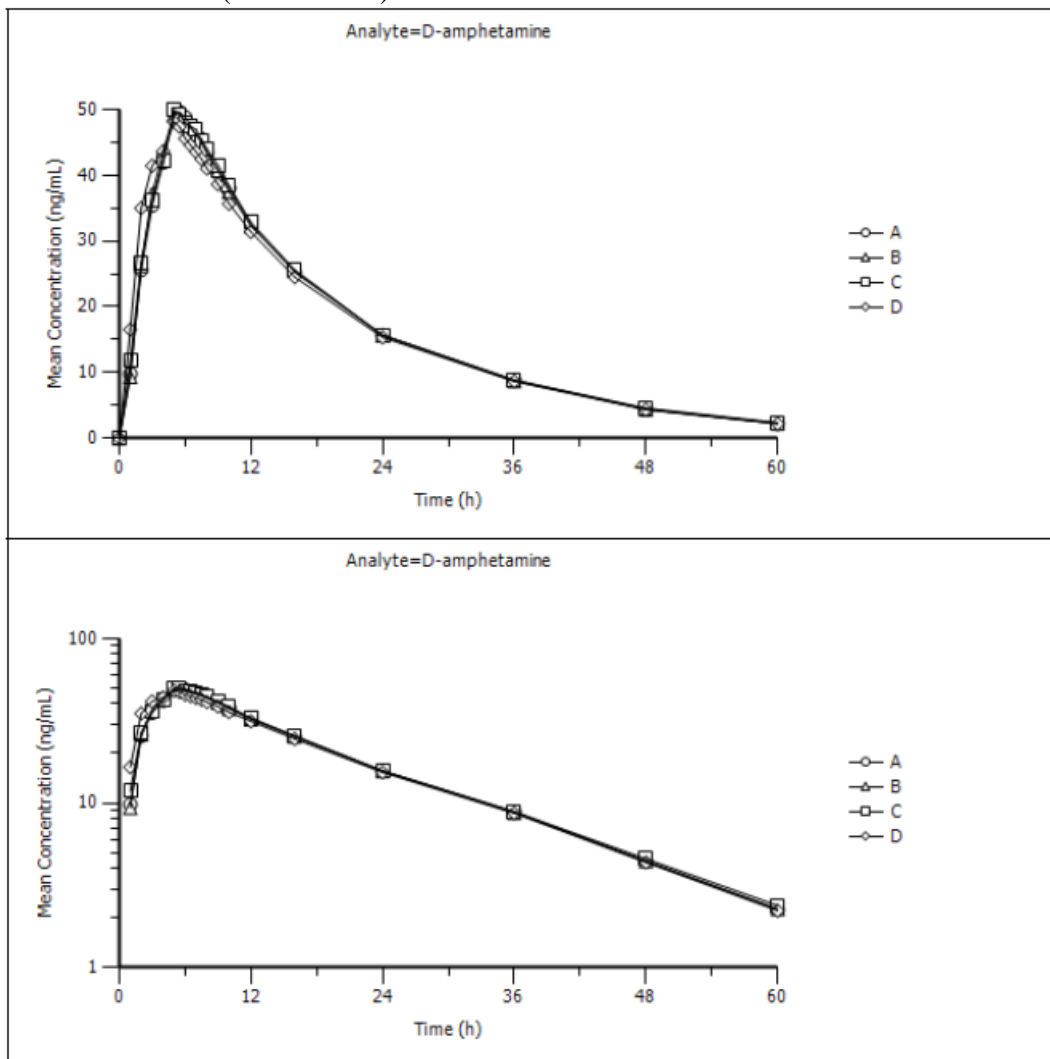 Analyte=D-amphetamine
50
40
30
20
10
0
Mean Concentration (ng/mL)
0 12 24 36 48 60
Time (h)
A
B
C
D
Analyte=D-amphetamine
100
10
1
Mean Concentration (ng/mL)
0 12 24 36 48 60
Time (h)
A
B
C
D